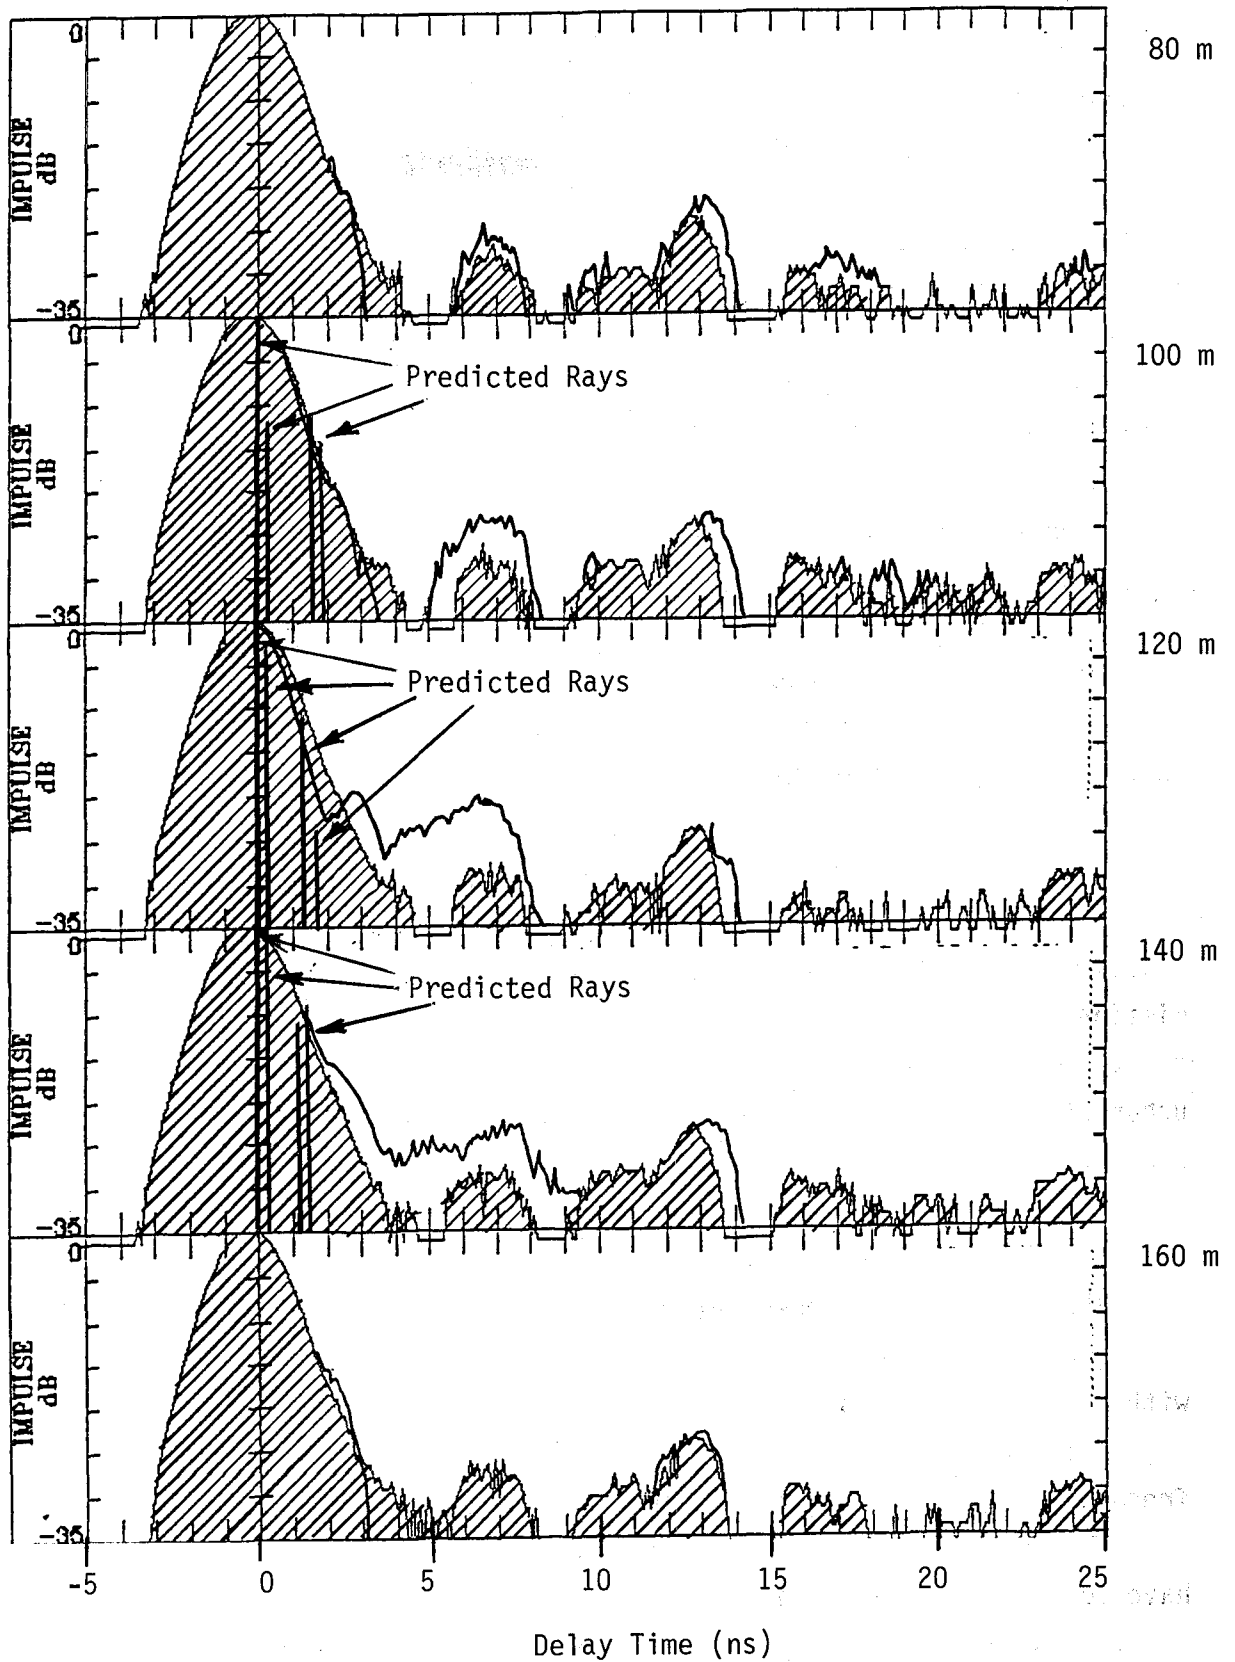 0
80 m
IMPULSE
dB
-35
0
100 m
Predicted Rays
IMPULSE
dB
-35
0
120 m
Predicted Rays
IMPULSE
dB
-35
0
140 m
Predicted Rays
IMPULSE
dB
-35
0
160 m
IMPULSE
dB
-35
-5 0 5 10 15 20 25
Delay Time (ns)